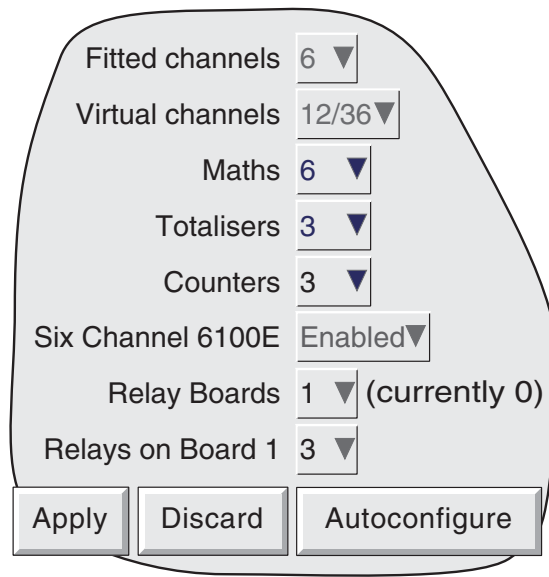 Fitted channels 6
Virtual channels 12/36
Maths 6
Totalisers 3
Counters 3
Six Channel 6100E Enabled
Relay Boards 1 (currently 0)
Relays on Board 1 3
Apply Discard Autoconfigure